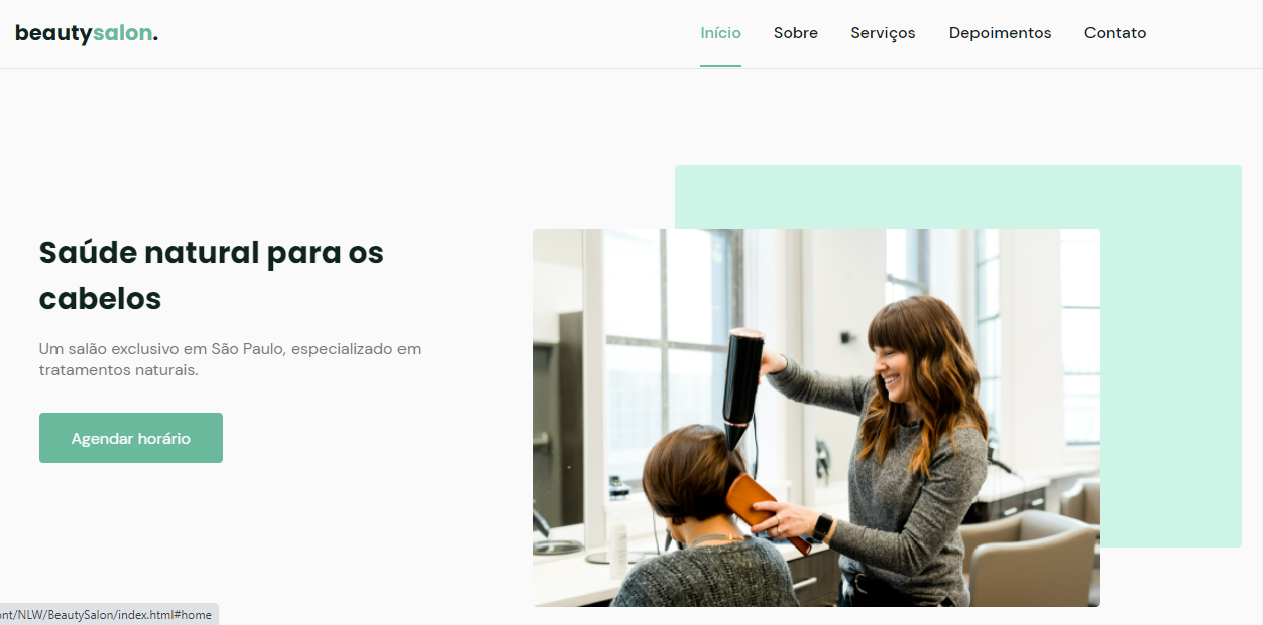 beautysalon.
Início Sobre Serviços Depoimentos Contato
Saúde natural para os
cabelos
Um salão exclusivo em São Paulo, especializado em
tratamentos naturais.
Agendar horário
ont/NLW/BeautySalon/index.html#home